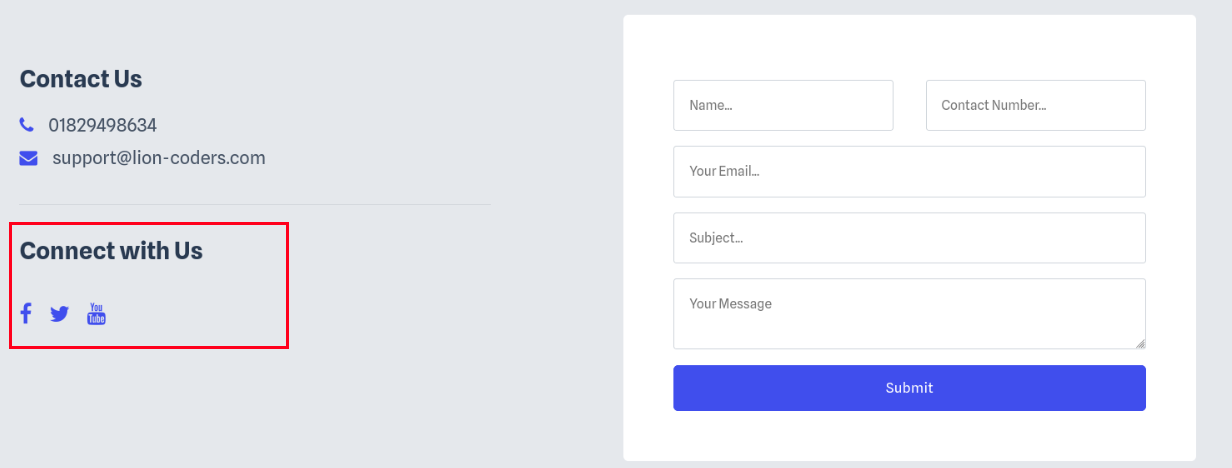 Contact Us
01829498634
support@lion-coders.com
Connect with Us
You
Tube
Name...
Contact Number...
Your Email...
Subject...
Your Message
Submit